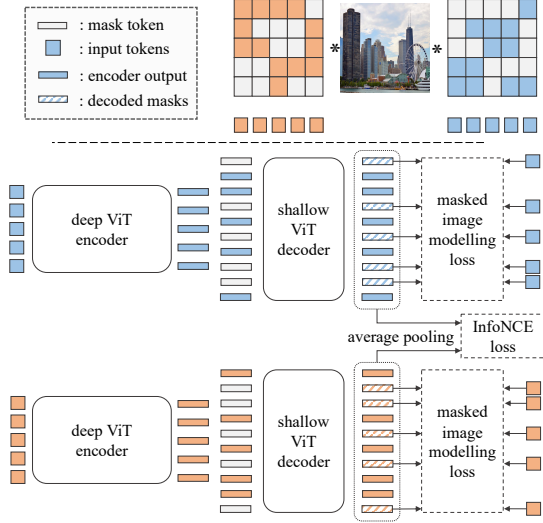 : mask token
: input tokens
: encoder output
: decoded masks
* *
deep ViT
encoder
shallow
ViT
decoder
masked
image
modelling
loss
average pooling
InfoNCE
loss
deep ViT
encoder
shallow
ViT
decoder
masked
image
modelling
loss